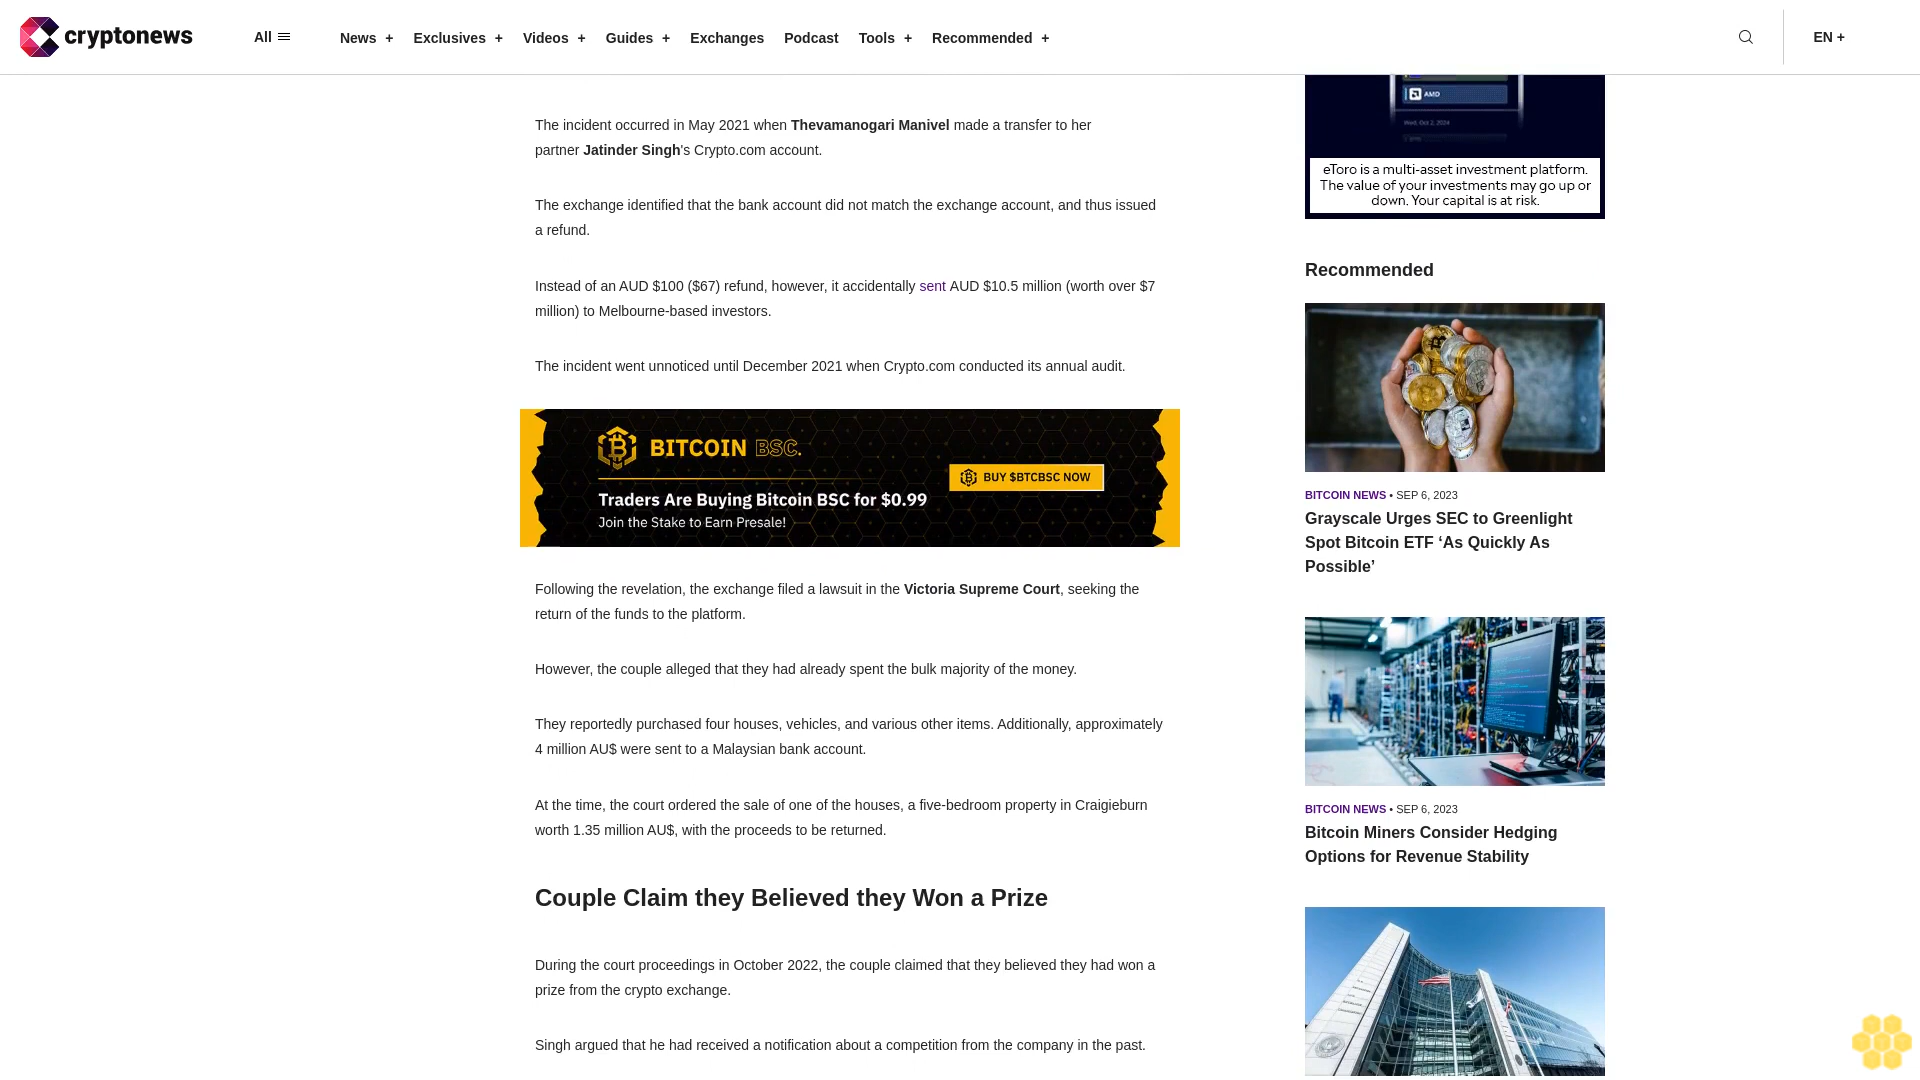 cryptonews
All
News +
Exclusives +
Videos +
Guides +
Exchanges
Podcast
Tools +
Recommended +
EN +
The incident occurred in May 2021 when Thevamanogari Manivel made a transfer to her
partner Jatinder Singh's Crypto.com account.
The exchange identified that the bank account did not match the exchange account, and thus issued
a refund.
Instead of an AUD $100 ($67) refund, however, it accidentally sent AUD $10.5 million (worth over $7
million) to Melbourne-based investors.
The incident went unnoticed until December 2021 when Crypto.com conducted its annual audit.
BITCOIN BSC.
Traders Are Buying Bitcoin BSC for $0.99
Join the Stake to Earn Presale!
BUY $BTCBSC NOW
Following the revelation, the exchange filed a lawsuit in the Victoria Supreme Court, seeking the
return of the funds to the platform.
However, the couple alleged that they had already spent the bulk majority of the money.
They reportedly purchased four houses, vehicles, and various other items. Additionally, approximately
4 million AU$ were sent to a Malaysian bank account.
At the time, the court ordered the sale of one of the houses, a five-bedroom property in Craigieburn
worth 1.35 million AU$, with the proceeds to be returned.
Couple Claim they Believed they Won a Prize
During the court proceedings in October 2022, the couple claimed that they believed they had won a
prize from the crypto exchange.
Singh argued that he had received a notification about a competition from the company in the past.
AMD
Wed, Oct 2, 2024
eToro is a multi-asset investment platform.
The value of your investments may go up or
down. Your capital is at risk.
Recommended
BITCOIN NEWS • SEP 6, 2023
Grayscale Urges SEC to Greenlight
Spot Bitcoin ETF ‘As Quickly As
Possible’
BITCOIN NEWS • SEP 6, 2023
Bitcoin Miners Consider Hedging
Options for Revenue Stability